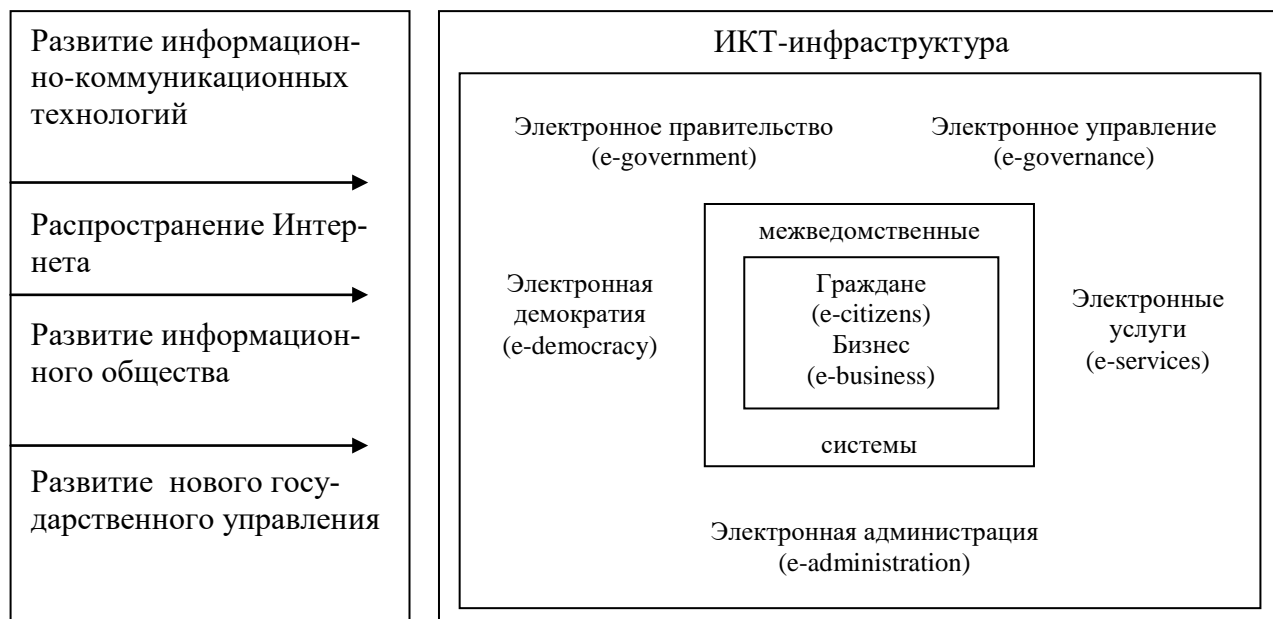 Развитие информацион-
но-коммуникационных
технологий
Распространение Интер-
нета
Развитие информацион-
ного общества
Развитие нового госу-
дарственного управления
ИКТ-инфраструктура
Электронное правительство
(e-government)
Электронное управление
(e-governance)
межведомственные
Электронная
демократия
(e-democracy)
Граждане
(e-citizens)
Бизнес
(e-business)
Электронные
услуги
(e-services)
системы
Электронная администрация
(e-administration)